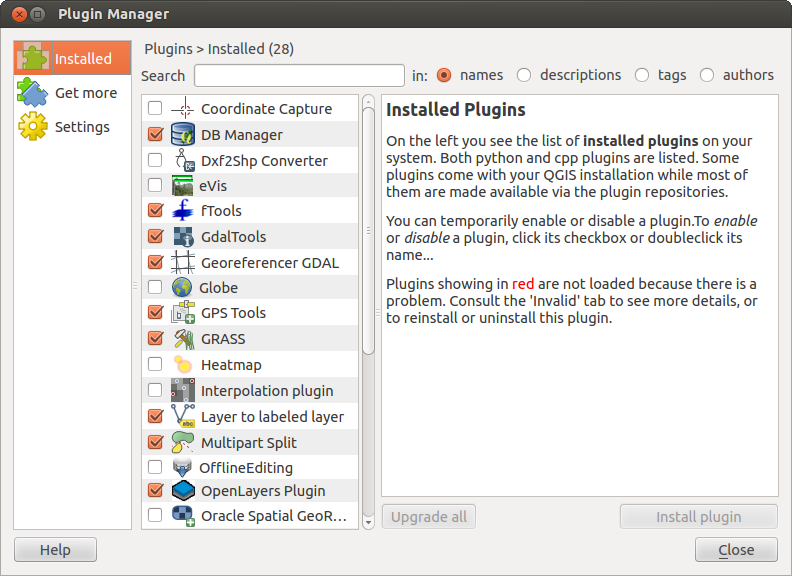 Plugin Manager
Installed
Get more
Settings
Plugins > Installed (28)
Search
in:
names
descriptions
tags
authors
Coordinate Capture
DB Manager
Dxf2Shp Converter
eVis
fTools
GdalTools
Georeferencer GDAL
Globe
GPS Tools
GRASS
Heatmap
Interpolation plugin
Layer to labeled layer
Multipart Split
OfflineEditing
OpenLayers Plugin
Oracle Spatial GeoR...
Installed Plugins
On the left you see the list of installed plugins on your
system. Both python and cpp plugins are listed. Some
plugins come with your QGIS installation while most of
them are made available via the plugin repositories.
You can temporarily enable or disable a plugin.To enable
or disable a plugin, click its checkbox or doubleclick its
name...
Plugins showing in red are not loaded because there is a
problem. Consult the 'Invalid' tab to see more details, or
to reinstall or uninstall this plugin.
Upgrade all
Install plugin
Help
Close